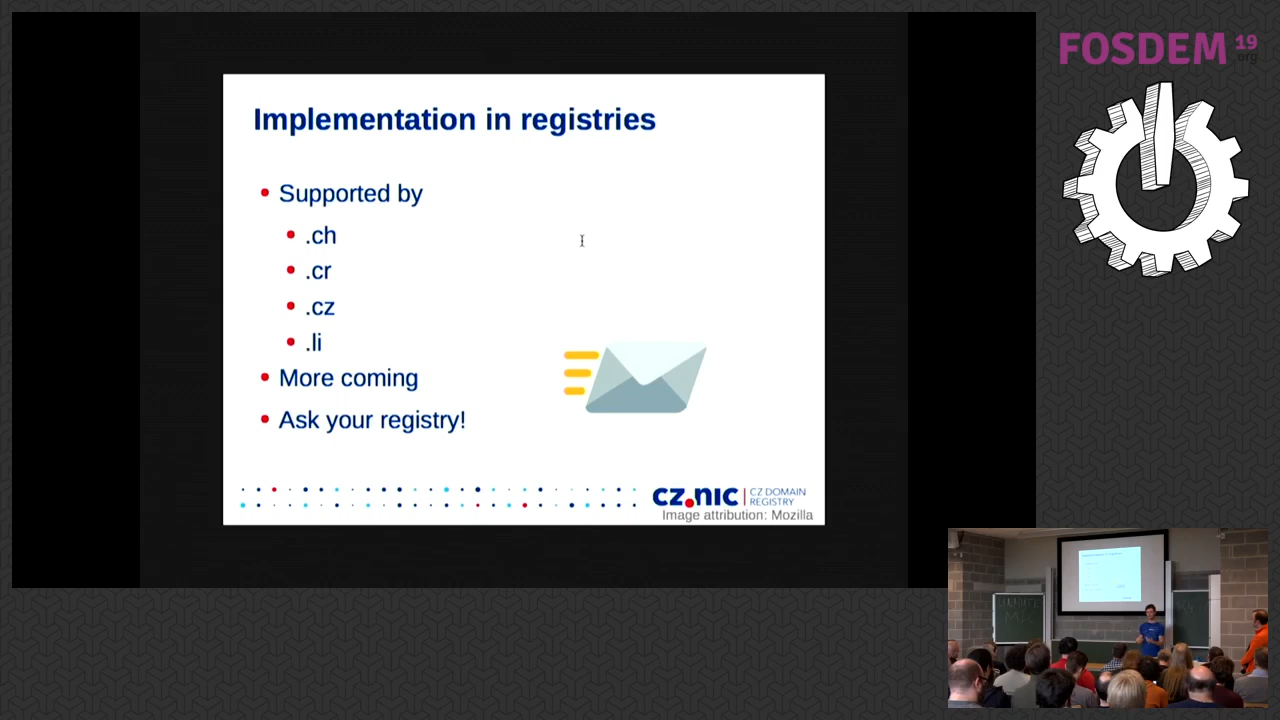 FOSDEM 19
.org
Implementation in registries
Supported by
.ch
.cr
.cz
.li
More coming
Ask your registry!
CZ.NIC | CZ DOMAIN
REGISTRY
Image attribution: Mozilla